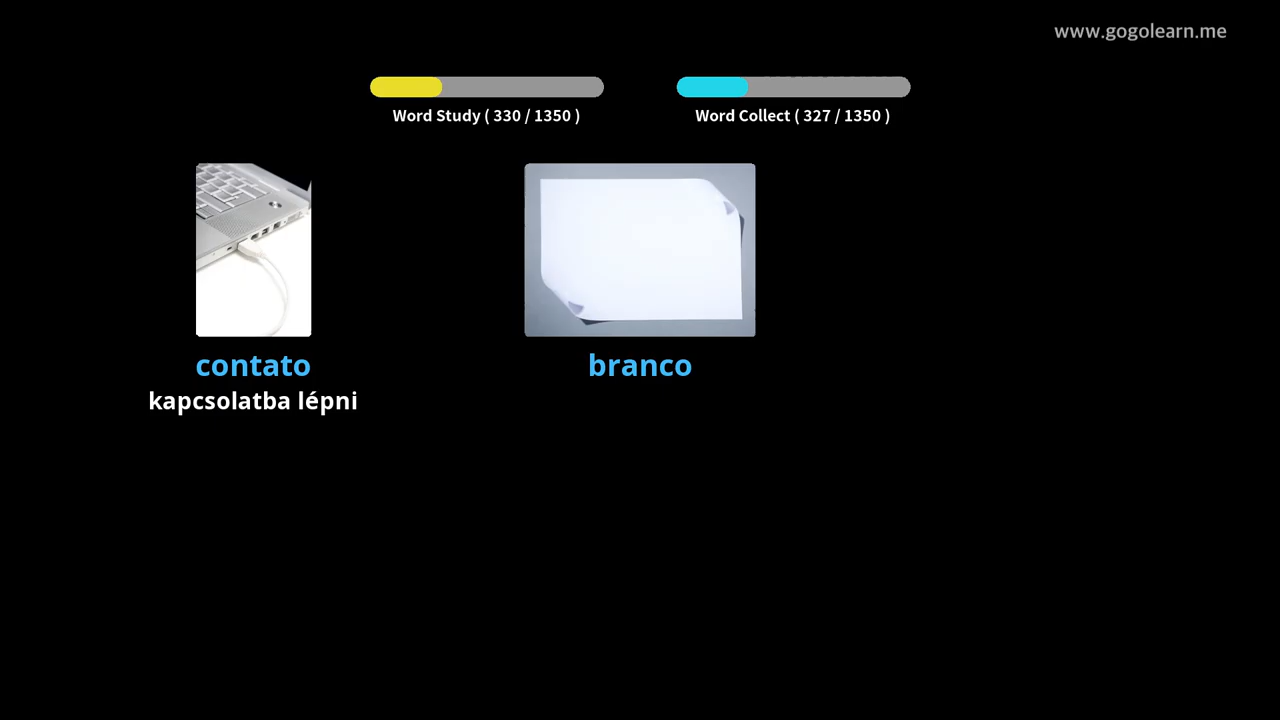 www.gogolearn.me
Word Study ( 330 / 1350 )
Word Collect ( 327 / 1350 )
contato
branco
kapcsolatba lépni